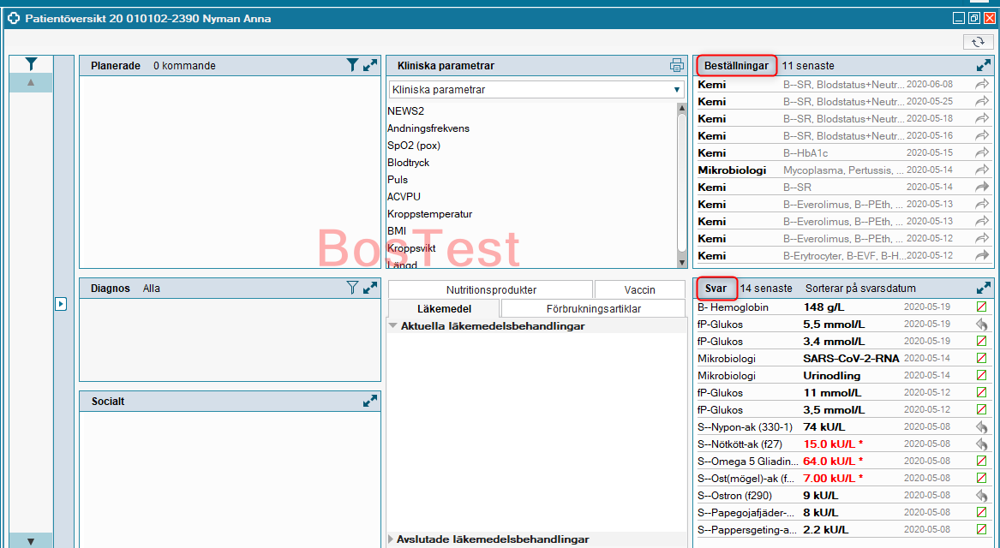 Patientöversikt 20 010102-2390 Nyman Anna
Planerade 0 kommande
Kliniska parametrar
Kliniska parametrar
NEWS2
Andningsfrekvens
SpO2 (pox)
Blodtryck
Puls
ACVPU
Kroppstemperatur
BMI
Kroppsvikt
Längd
BosTest
Beställningar 11 senaste
Kemi B--SR, Blodstatus+Neutr... 2020-06-08
Kemi B--SR, Blodstatus+Neutr... 2020-05-25
Kemi B--SR, Blodstatus+Neutr... 2020-05-18
Kemi B--SR, Blodstatus+Neutr... 2020-05-16
Kemi B--HbA1c 2020-05-15
Mikrobiologi Mycoplasma, Pertussis, ... 2020-05-14
Kemi B--SR 2020-05-14
Kemi B--Everolimus, B--PEth, ... 2020-05-13
Kemi B--Everolimus, B--PEth, ... 2020-05-13
Kemi B--Everolimus, B--PEth, ... 2020-05-12
Kemi B-Erytrocyter, B-EVF, B-H... 2020-05-12
Diagnos Alla
Socialt
Nutritionsprodukter Vaccin
Läkemedel Förbrukningsartiklar
Aktuella läkemedelsbehandlingar
Avslutade läkemedelsbehandlingar
Svar 14 senaste Sorterar på svarsdatum
B- Hemoglobin 148 g/L 2020-05-19
fP-Glukos 5,5 mmol/L 2020-05-19
fP-Glukos 3,4 mmol/L 2020-05-19
Mikrobiologi SARS-CoV-2-RNA 2020-05-14
Mikrobiologi Urinodling 2020-05-14
fP-Glukos 11 mmol/L 2020-05-12
fP-Glukos 3,5 mmol/L 2020-05-12
S--Nypon-ak (330-1) 74 kU/L 2020-05-08
S--Nötkött-ak (f27) 15.0 kU/L * 2020-05-08
S--Omega 5 Gliadin... 64.0 kU/L * 2020-05-08
S--Ost(mögel)-ak (f... 7.00 kU/L * 2020-05-08
S--Ostron (f290) 9 kU/L 2020-05-08
S--Papegojafjäder-... 8 kU/L 2020-05-08
S--Pappersgeting-a... 2.2 kU/L 2020-05-08